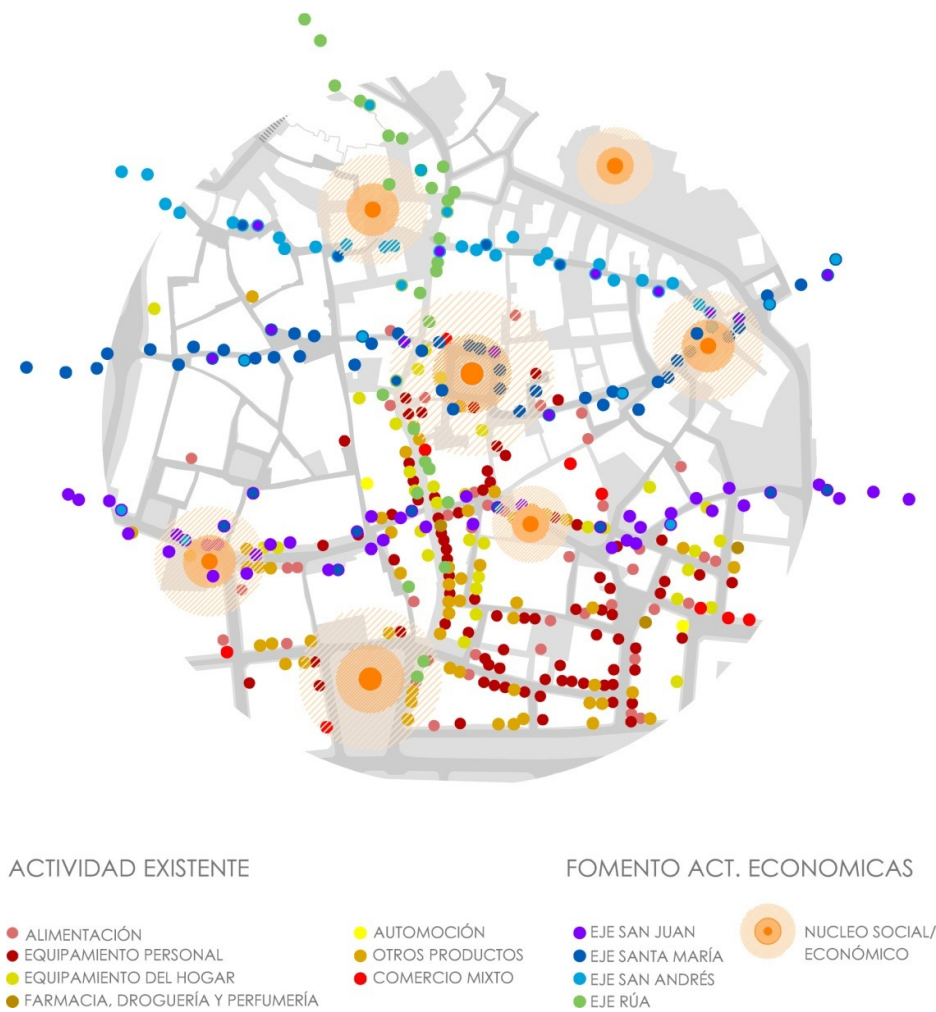 ACTIVIDAD EXISTENTE
ALIMENTACIÓN
EQUIPAMIENTO PERSONAL
EQUIPAMIENTO DEL HOGAR
FARMACIA, DROGUERÍA Y PERFUMERÍA
AUTOMOCIÓN
OTROS PRODUCTOS
COMERCIO MIXTO
FOMENTO ACT. ECONOMICAS
EJE SAN JUAN
EJE SANTA MARÍA
EJE SAN ANDRÉS
EJE RÚA
NUCLEO SOCIAL/
ECONÓMICO